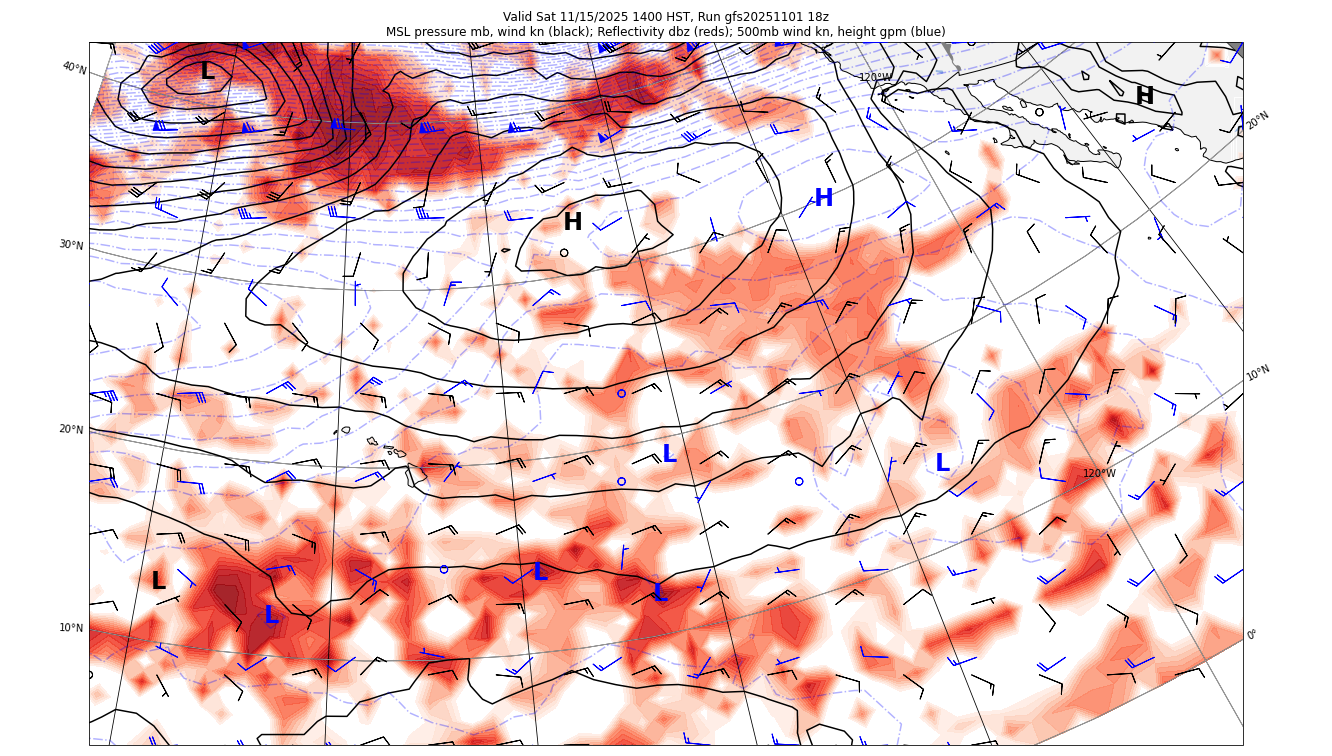 Valid Sat 11/15/2025 1400 HST, Run gfs20251101 18z
MSL pressure mb, wind kn (black); Reflectivity dbz (reds); 500mb wind kn, height gpm (blue)
40°N
L
120°W
H
20°N
H
H
30°N
10°N
20°N
L
L
120°W
L
L
L
L
10°N
0°